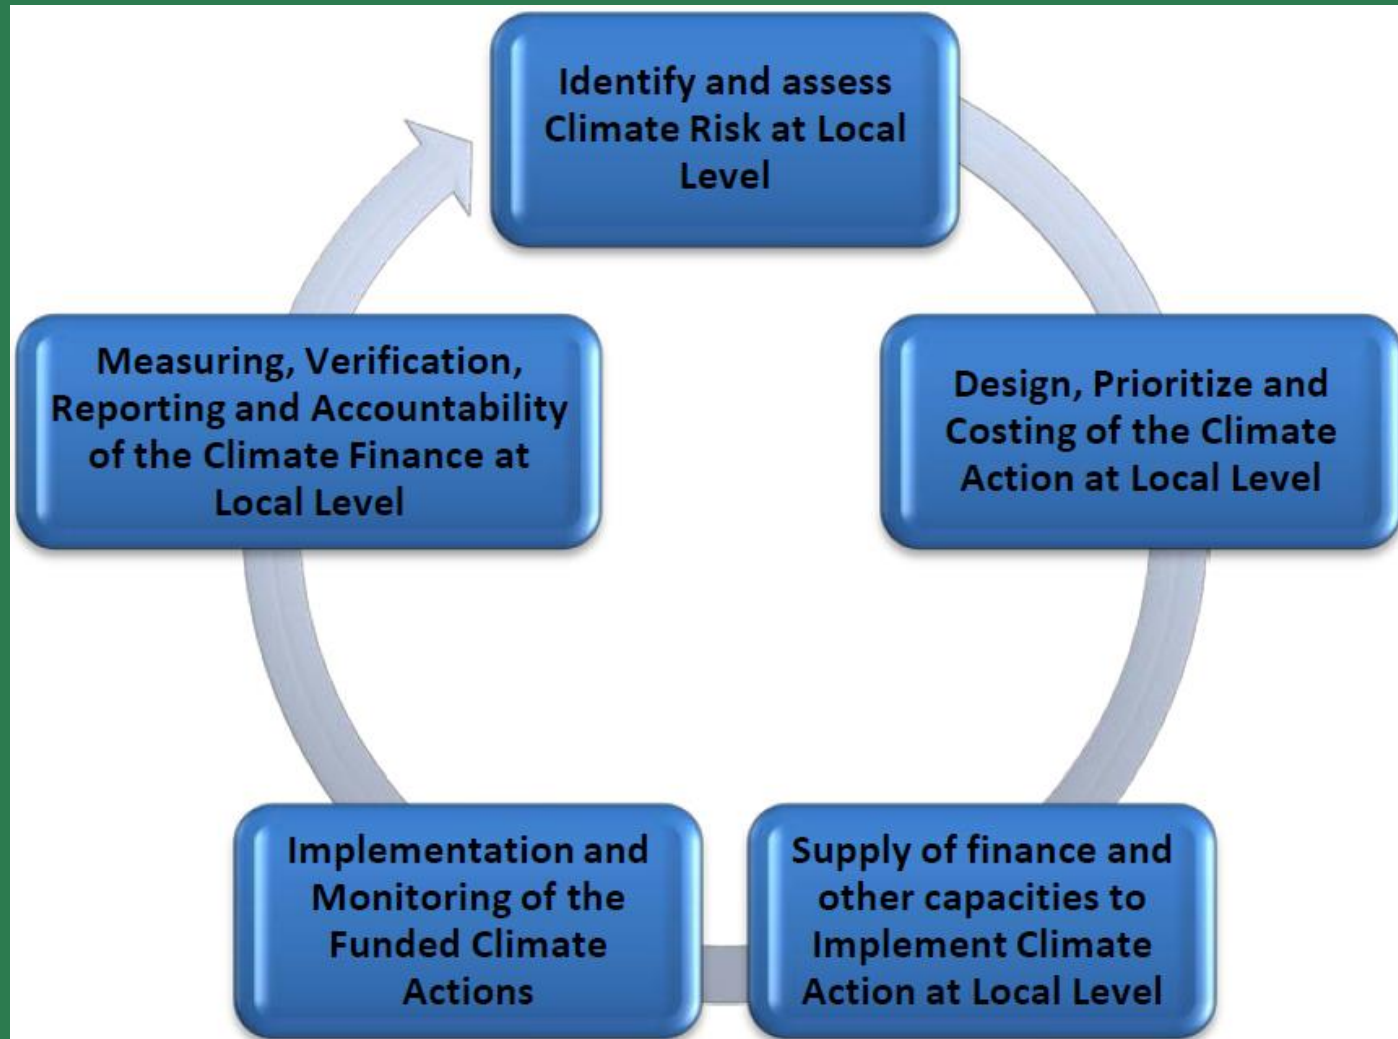 Identify and assess
Climate Risk at Local
Level
Design, Prioritize and
Costing of the Climate
Action at Local Level
Supply of finance and
other capacities to
Implement Climate
Action at Local Level
Implementation and
Monitoring of the
Funded Climate
Actions
Measuring, Verification,
Reporting and Accountability
of the Climate Finance at
Local Level